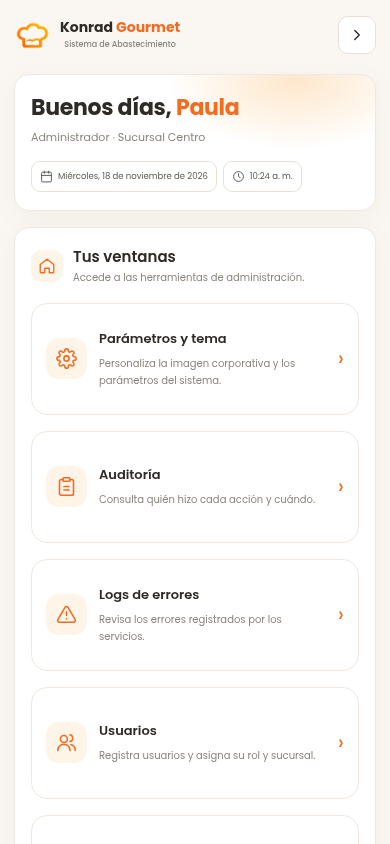 Konrad Gourmet
Sistema de Abastecimiento
Buenos días, Paula
Administrador · Sucursal Centro
Miércoles, 18 de noviembre de 2026
10:24 a. m.
Tus ventanas
Accede a las herramientas de administración.
Parámetros y tema
Personaliza la imagen corporativa y los
parámetros del sistema.
Auditoría
Consulta quién hizo cada acción y cuándo.
Logs de errores
Revisa los errores registrados por los
servicios.
Usuarios
Registra usuarios y asigna su rol y sucursal.